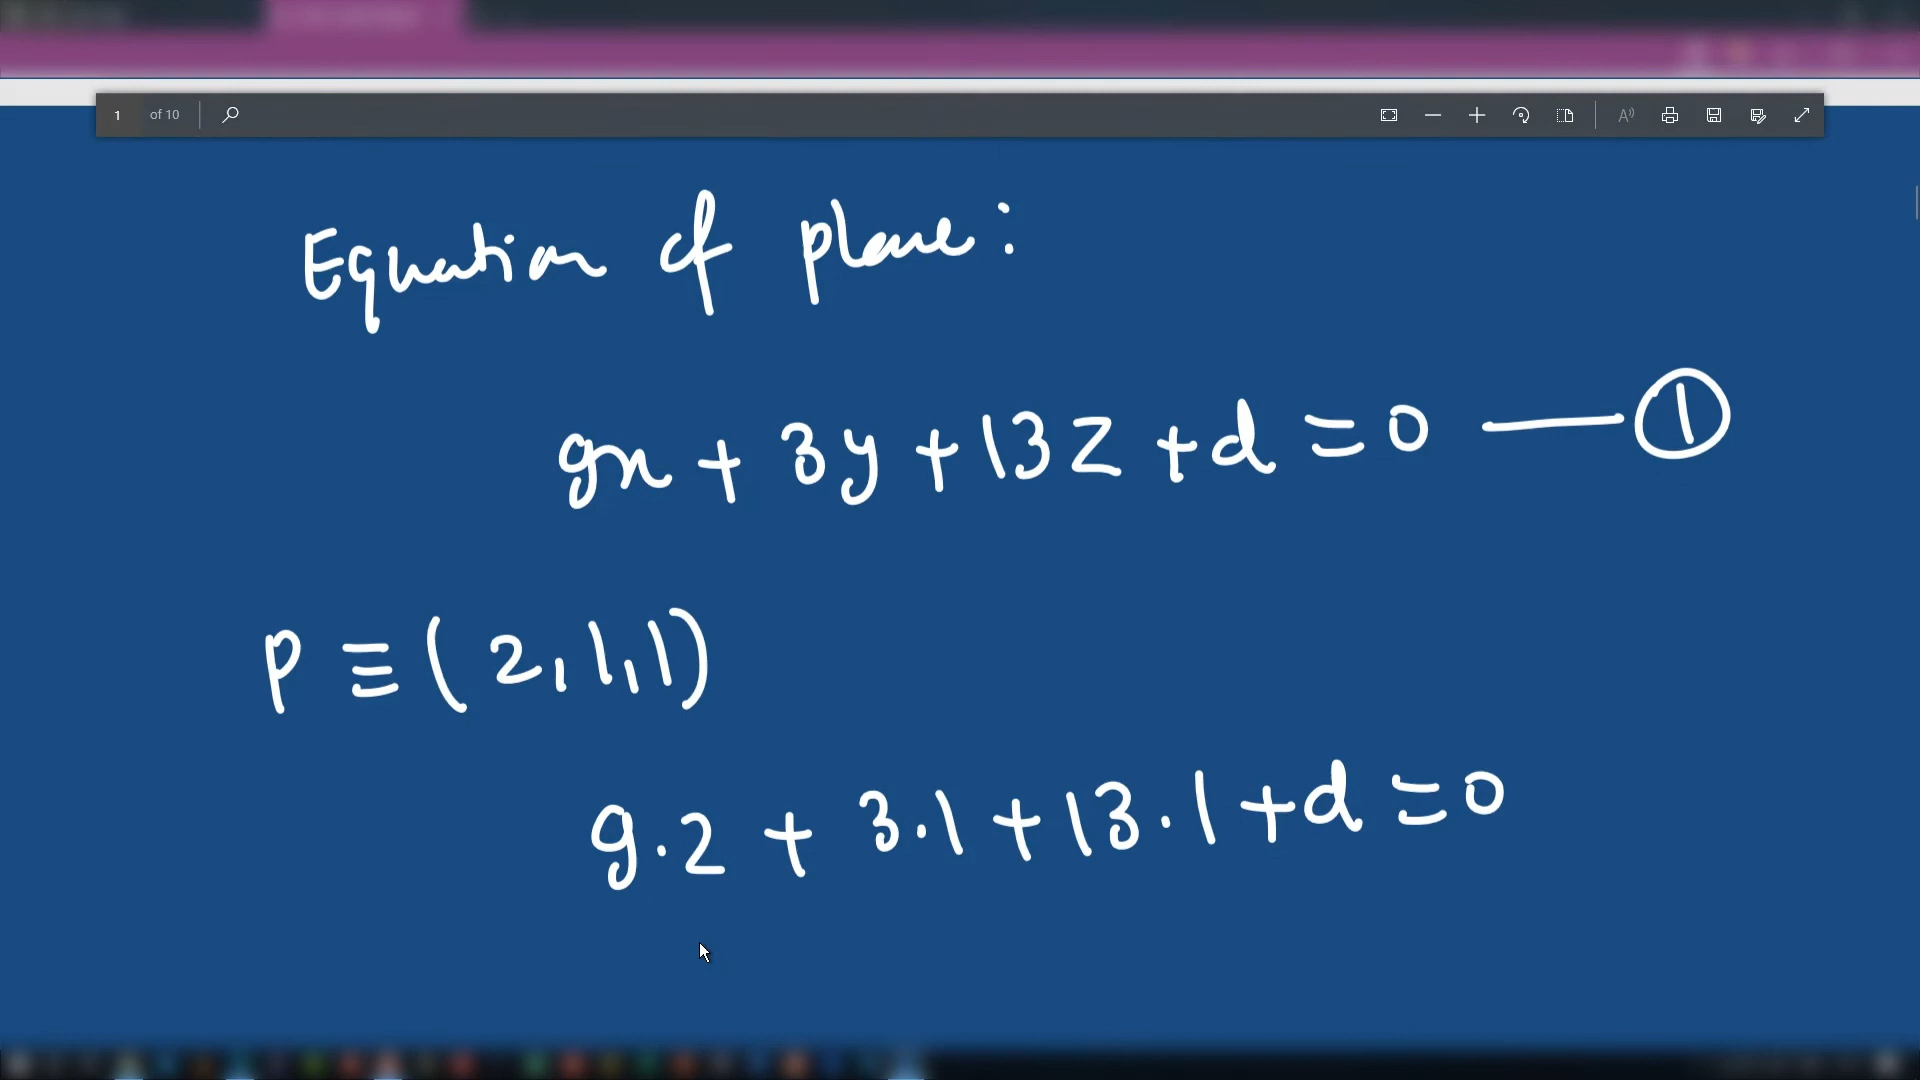 1 of 10
Equation of plane:
9x + 3y + 13z + d = 0 —— ①
P ≡ (2,1,1)
9.2 + 3.1 + 13.1 + d = 0